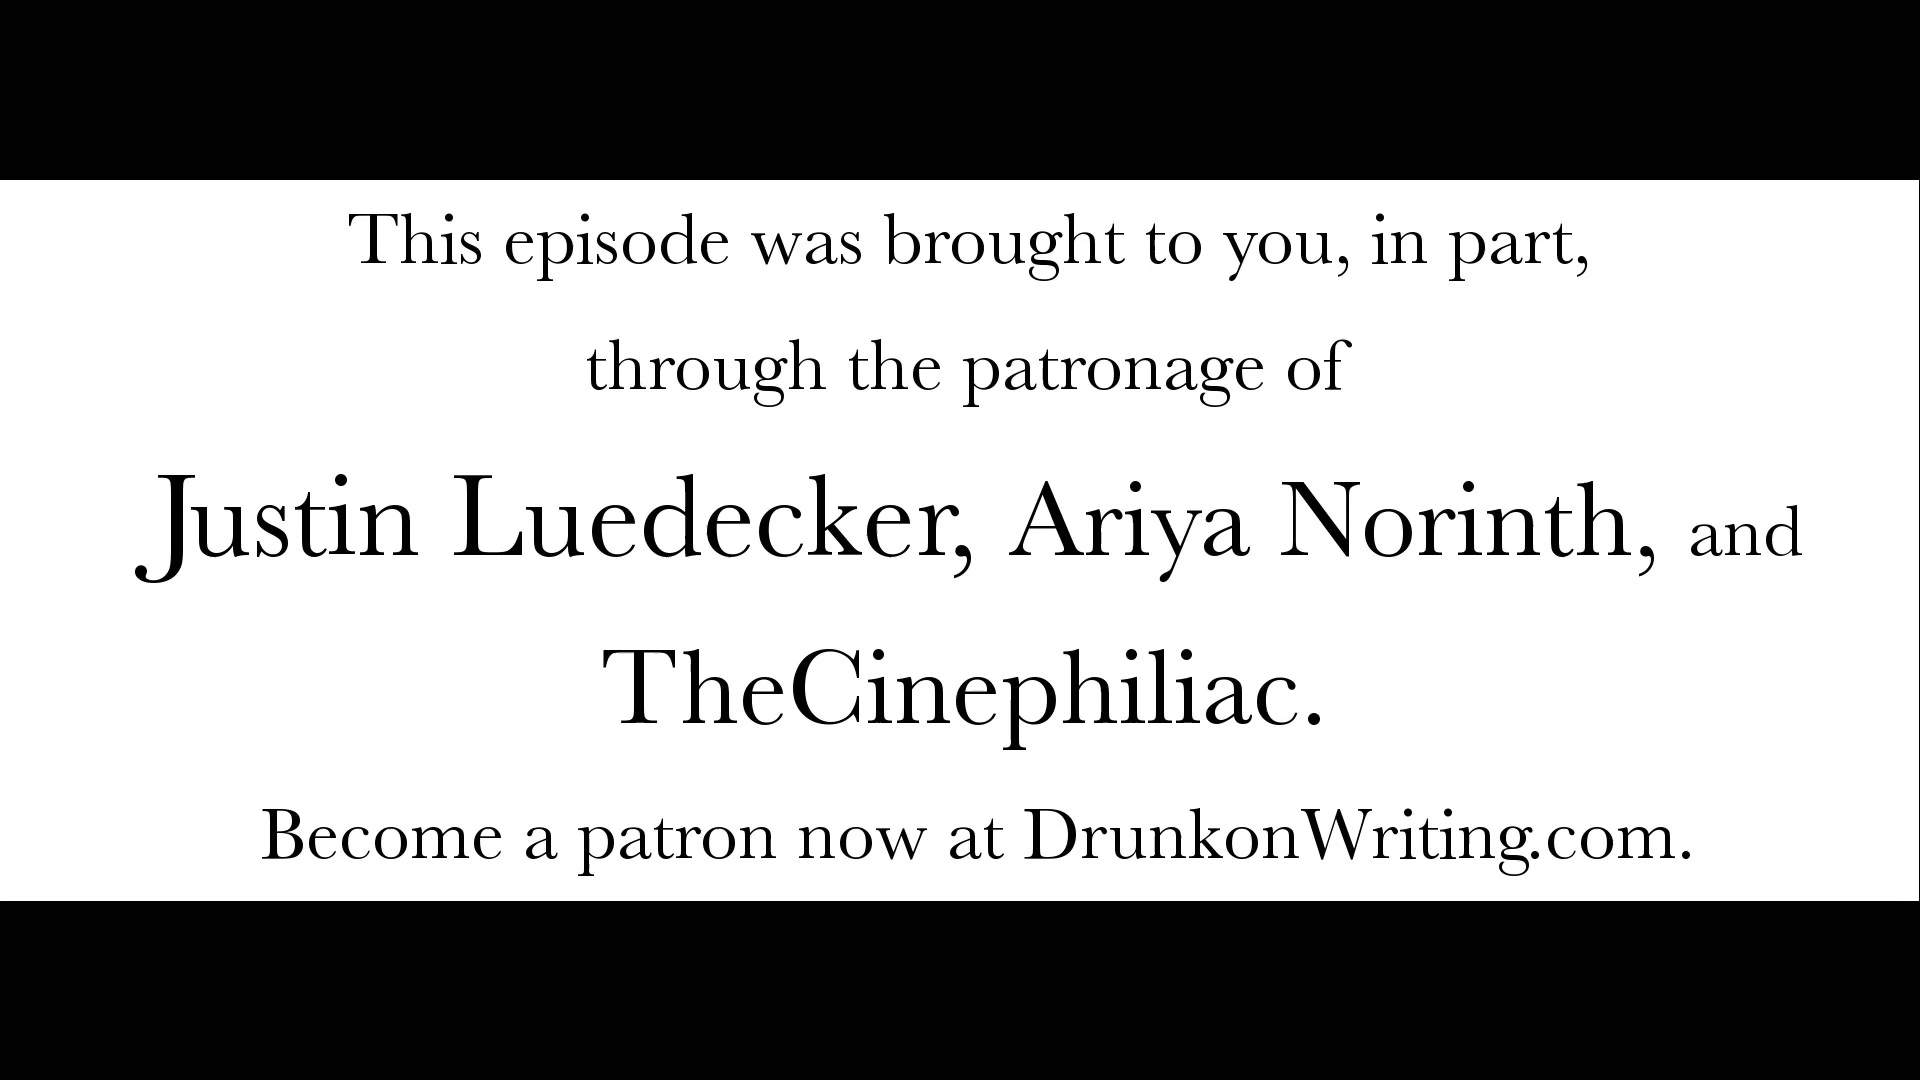 This episode was brought to you, in part,
through the patronage of
Justin Luedecker, Ariya Norinth, and
TheCinephiliac.
Become a patron now at DrunkonWriting.com.